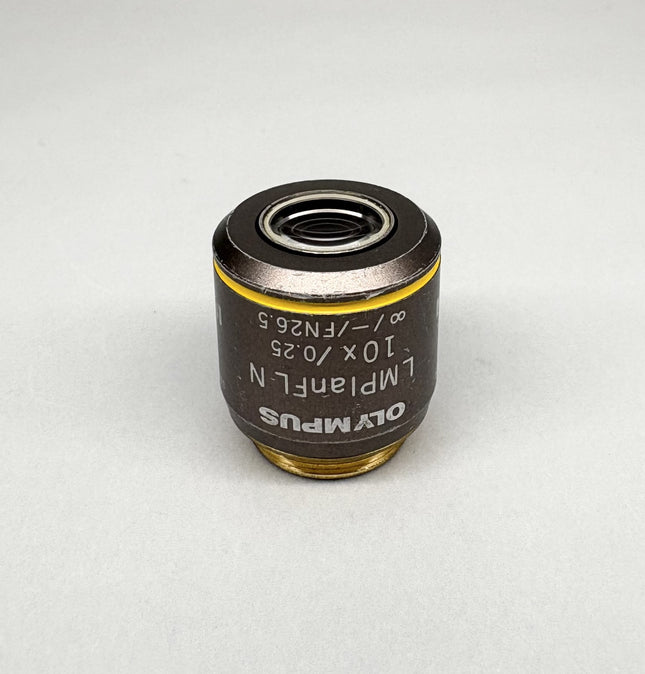 OLYMPUS
LMPlanFL N
10x/0.25
∞/—/FN26.5